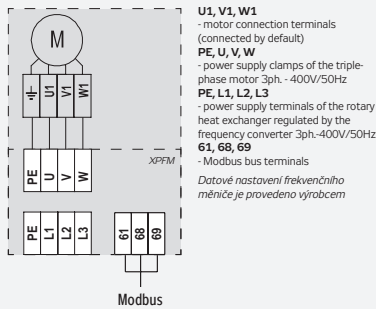 M
U1
V1
W1
XPFM
PE
U
V
W
PE
L1
L2
L3
61
68
69
Modbus
U1, V1, W1
- motor connection terminals
(connected by default)
PE, U, V, W
- power supply clamps of the triple-
phase motor 3ph. - 400V/50Hz
PE, L1, L2, L3
- power supply terminals of the rotary
heat exchanger regulated by the
frequency converter 3ph.-400V/50Hz
61, 68, 69
- Modbus bus terminals
Datové nastavení frekvenčního
měniče je provedeno výrobcem